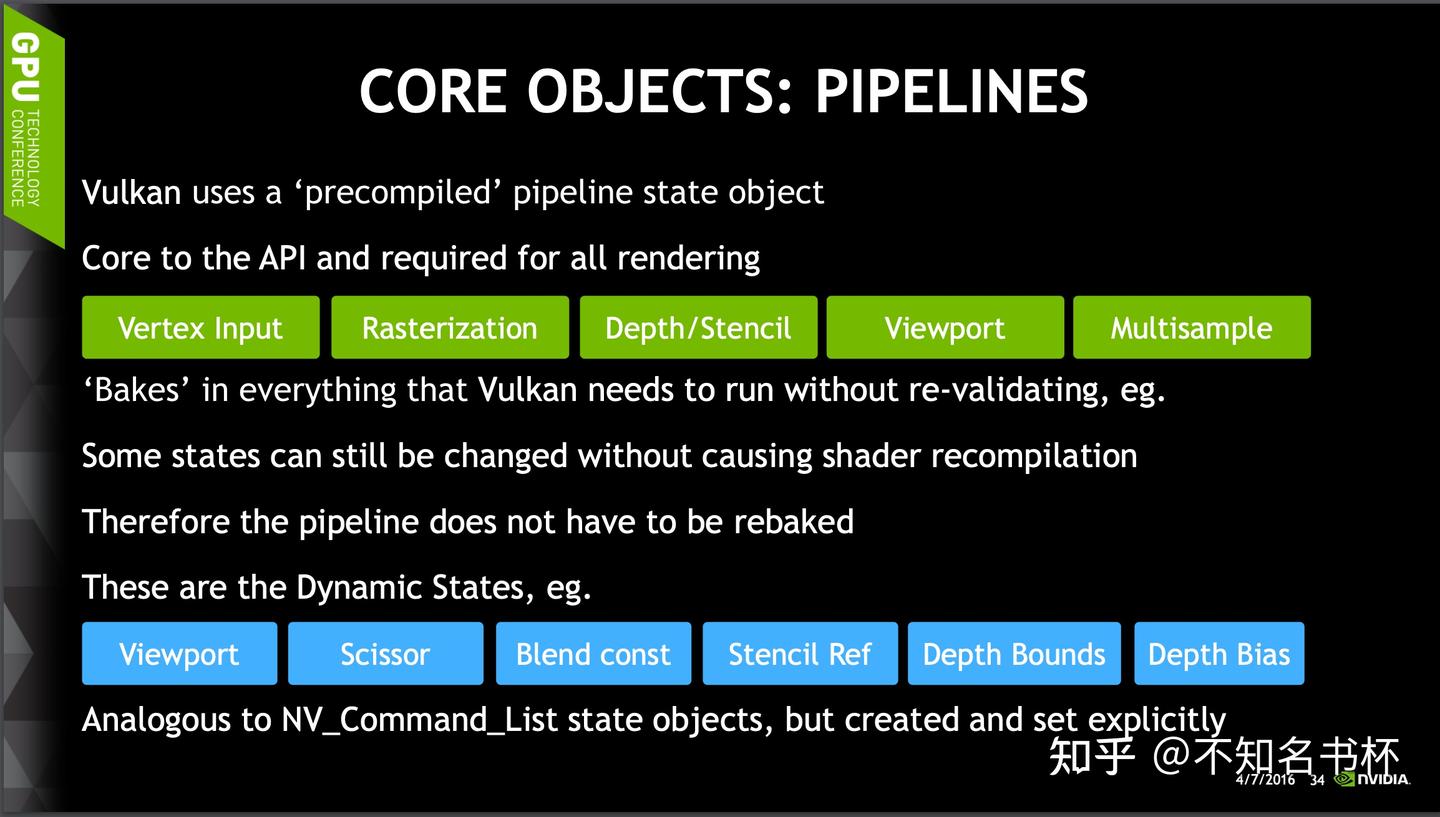 GPU TECHNOLOGY
CONFERENCE
CORE OBJECTS: PIPELINES
Vulkan uses a ‘precompiled’ pipeline state object
Core to the API and required for all rendering
Vertex Input Rasterization Depth/Stencil Viewport Multisample
‘Bakes’ in everything that Vulkan needs to run without re-validating, eg.
Some states can still be changed without causing shader recompilation
Therefore the pipeline does not have to be rebaked
These are the Dynamic States, eg.
Viewport Scissor Blend const Stencil Ref Depth Bounds Depth Bias
Analogous to NV_Command_List state objects, but created and set explicitly
知乎 @不知名书杯
4/7/2016 34 NVIDIA.